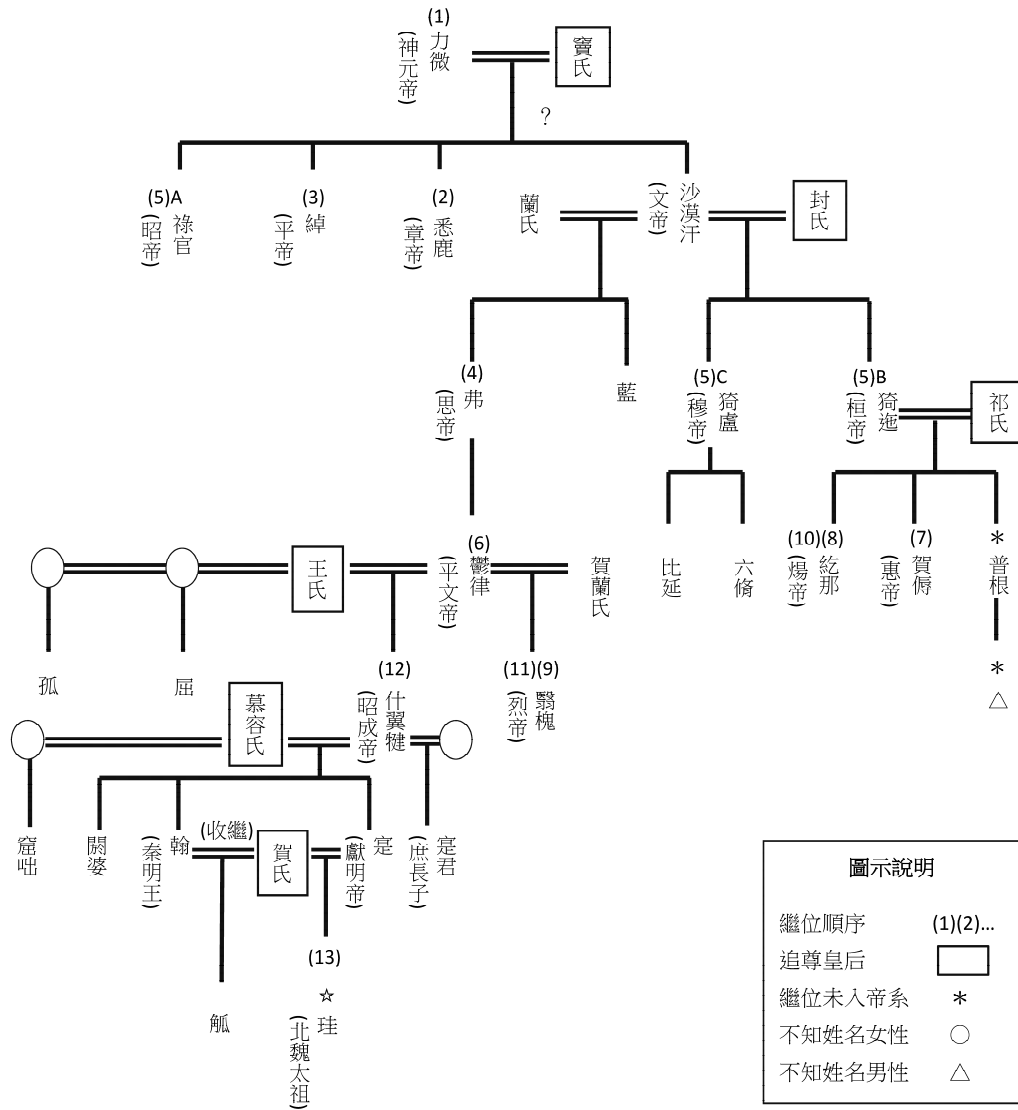 (1)
力微
(神元帝)
竇氏
?
(5)A
祿官
(昭帝)
(3)
綽
(平帝)
(2)
悉鹿
(章帝)
蘭氏
沙漠汗
(文帝)
封氏
(4)
弗
(思帝)
藍
(5)C
猗盧
(穆帝)
(5)B
猗迤
(桓帝)
祁氏
王氏
(6)
鬱律
(平文帝)
賀蘭氏
比延
六脩
(10)(8)
紇那
(煬帝)
(7)
賀傉
(惠帝)
*
普根
*
△
孤
屈
(12)
什翼犍
(昭成帝)
(11)(9)
翳槐
(烈帝)
慕容氏
窟咄
閼婆
翰
(秦明王)
(收繼)
賀氏
寔
(獻明帝)
寔君
(庶長子)
觚
(13)
☆
珪
(北魏太祖)
圖示說明
繼位順序 (1)(2)…
追尊皇后
繼位未入帝系 *
不知姓名女性 ○
不知姓名男性 △